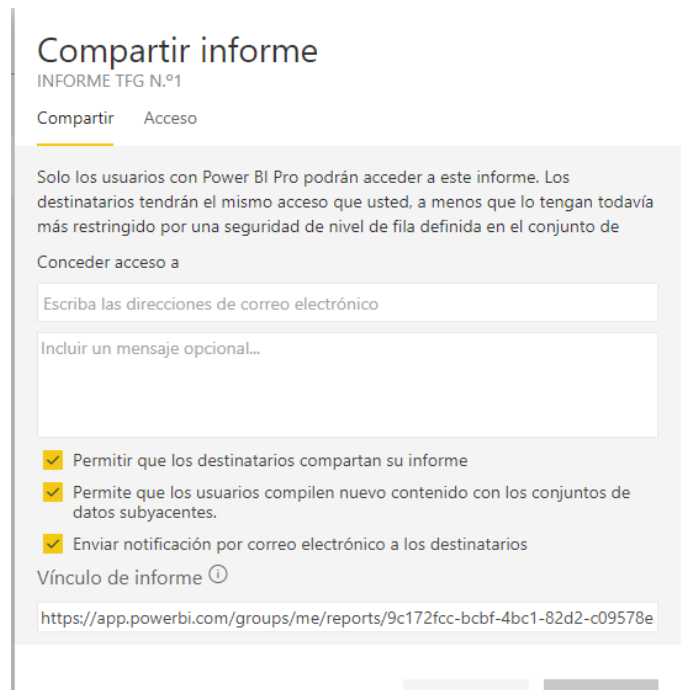 Compartir informe
INFORME TFG N.º1
Compartir Acceso
Solo los usuarios con Power BI Pro podrán acceder a este informe. Los
destinatarios tendrán el mismo acceso que usted, a menos que lo tengan todavía
más restringido por una seguridad de nivel de fila definida en el conjunto de
Conceder acceso a
Escriba las direcciones de correo electrónico
Incluir un mensaje opcional...
Permitir que los destinatarios compartan su informe
Permite que los usuarios compilen nuevo contenido con los conjuntos de
datos subyacentes.
Enviar notificación por correo electrónico a los destinatarios
Vínculo de informe
https://app.powerbi.com/groups/me/reports/9c172fcc-bcbf-4bc1-82d2-c09578e